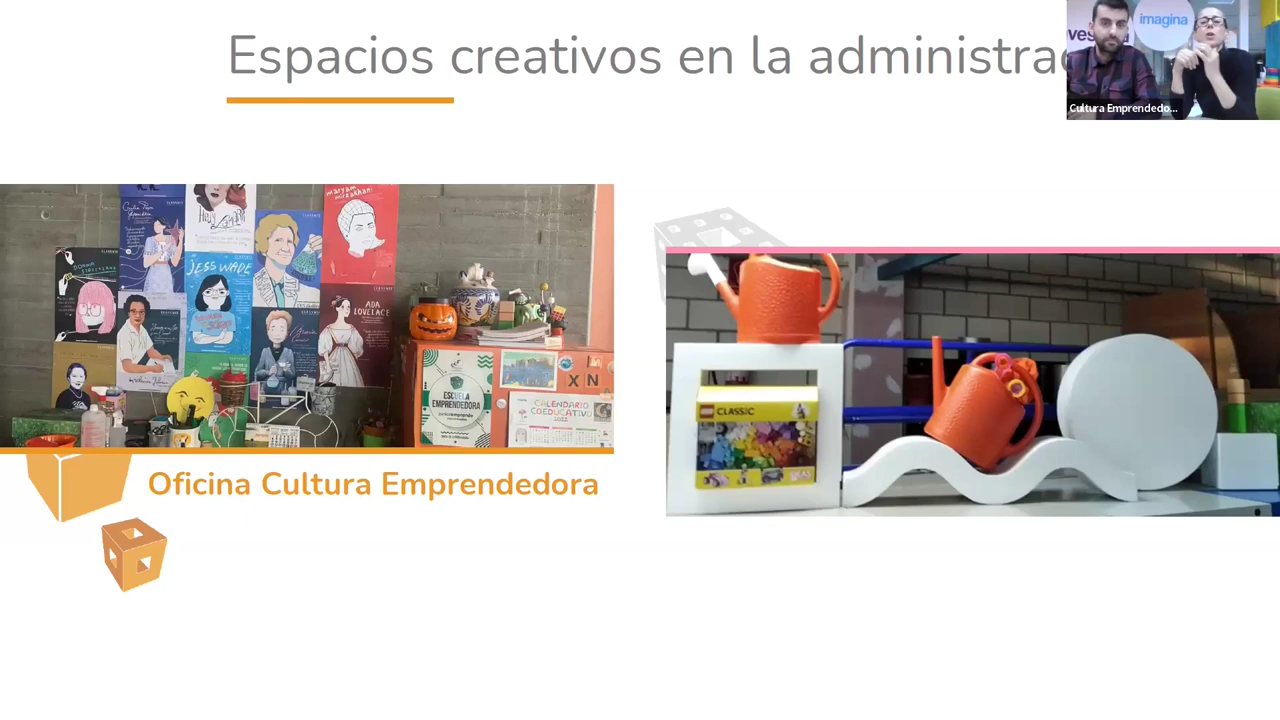 Espacios creativos en la administrac
imagina
Cultura Emprendedo...
JESS WADE
ADA
LOVELACE
ESCUELA
EMPRENDEDORA
X N
CALENDARIO
COEDUCATIVO
LEGO
CLASSIC
Oficina Cultura Emprendedora